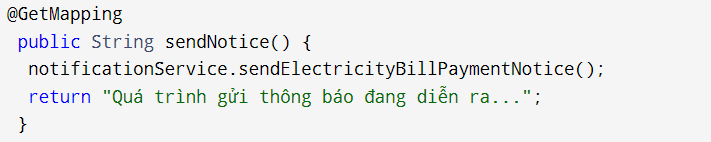 @GetMapping
public String sendNotice() {
notificationService.sendElectricityBillPaymentNotice();
return "Quá trình gửi thông báo đang diễn ra...";
}